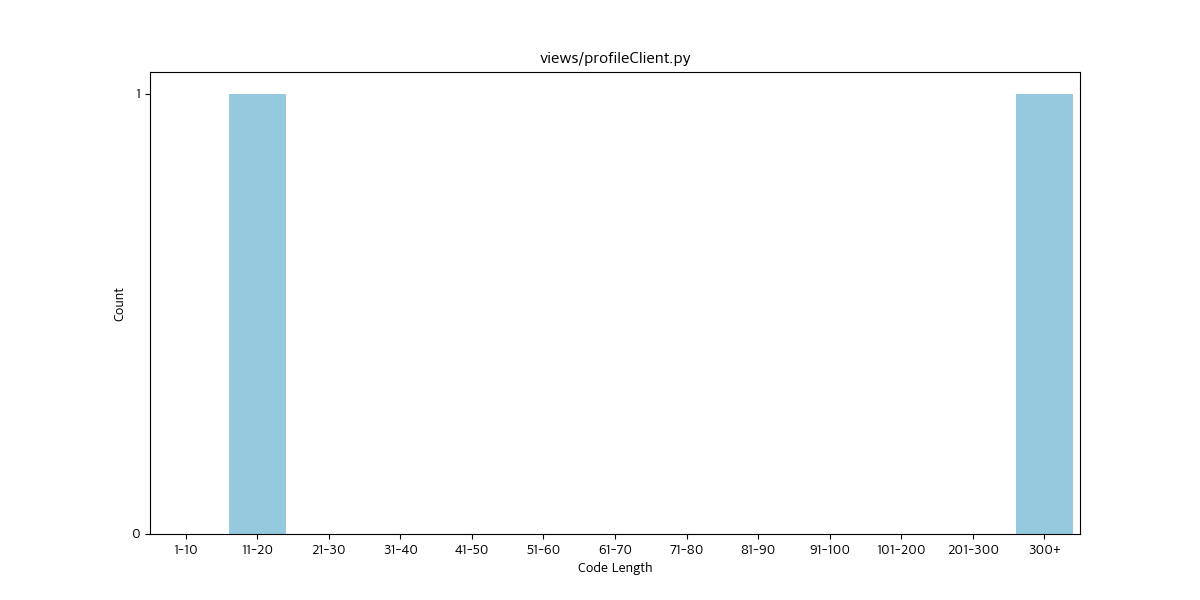 views/profileClient.py
1
Count
0
1-10 11-20 21-30 31-40 41-50 51-60 61-70 71-80 81-90 91-100 101-200 201-300 300+
Code Length